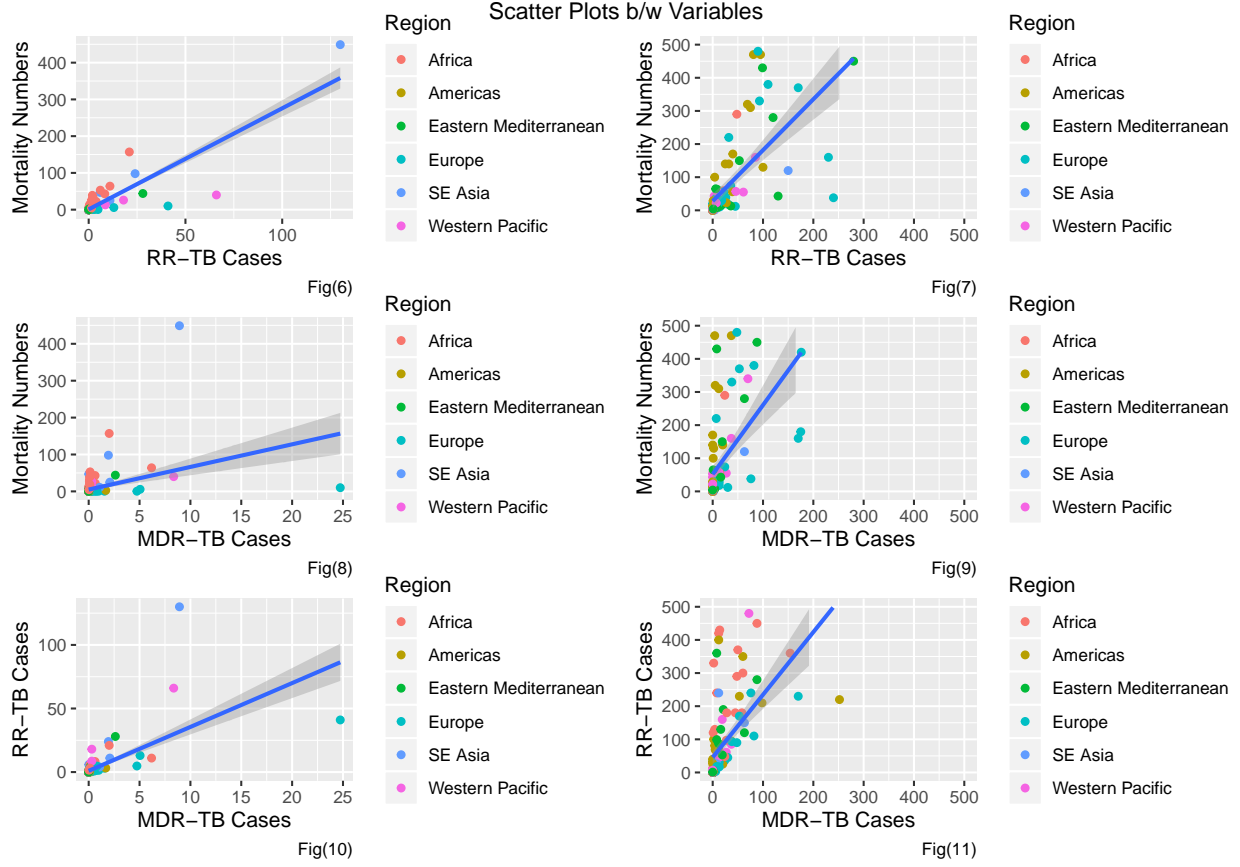 Scatter Plots b/w Variables
Mortality Numbers
400
300
200
100
0
0
50
100
RR−TB Cases
Fig(6)
Region
Africa
Americas
Eastern Mediterranean
Europe
SE Asia
Western Pacific
Mortality Numbers
500
400
300
200
100
0
0
100
200
300
400
500
RR−TB Cases
Fig(7)
Region
Africa
Americas
Eastern Mediterranean
Europe
SE Asia
Western Pacific
Mortality Numbers
400
300
200
100
0
0
5
10
15
20
25
MDR−TB Cases
Fig(8)
Region
Africa
Americas
Eastern Mediterranean
Europe
SE Asia
Western Pacific
Mortality Numbers
500
400
300
200
100
0
0
100
200
300
400
500
MDR−TB Cases
Fig(9)
Region
Africa
Americas
Eastern Mediterranean
Europe
SE Asia
Western Pacific
RR−TB Cases
100
50
0
0
5
10
15
20
25
MDR−TB Cases
Fig(10)
Region
Africa
Americas
Eastern Mediterranean
Europe
SE Asia
Western Pacific
RR−TB Cases
500
400
300
200
100
0
0
100
200
300
400
500
MDR−TB Cases
Fig(11)
Region
Africa
Americas
Eastern Mediterranean
Europe
SE Asia
Western Pacific